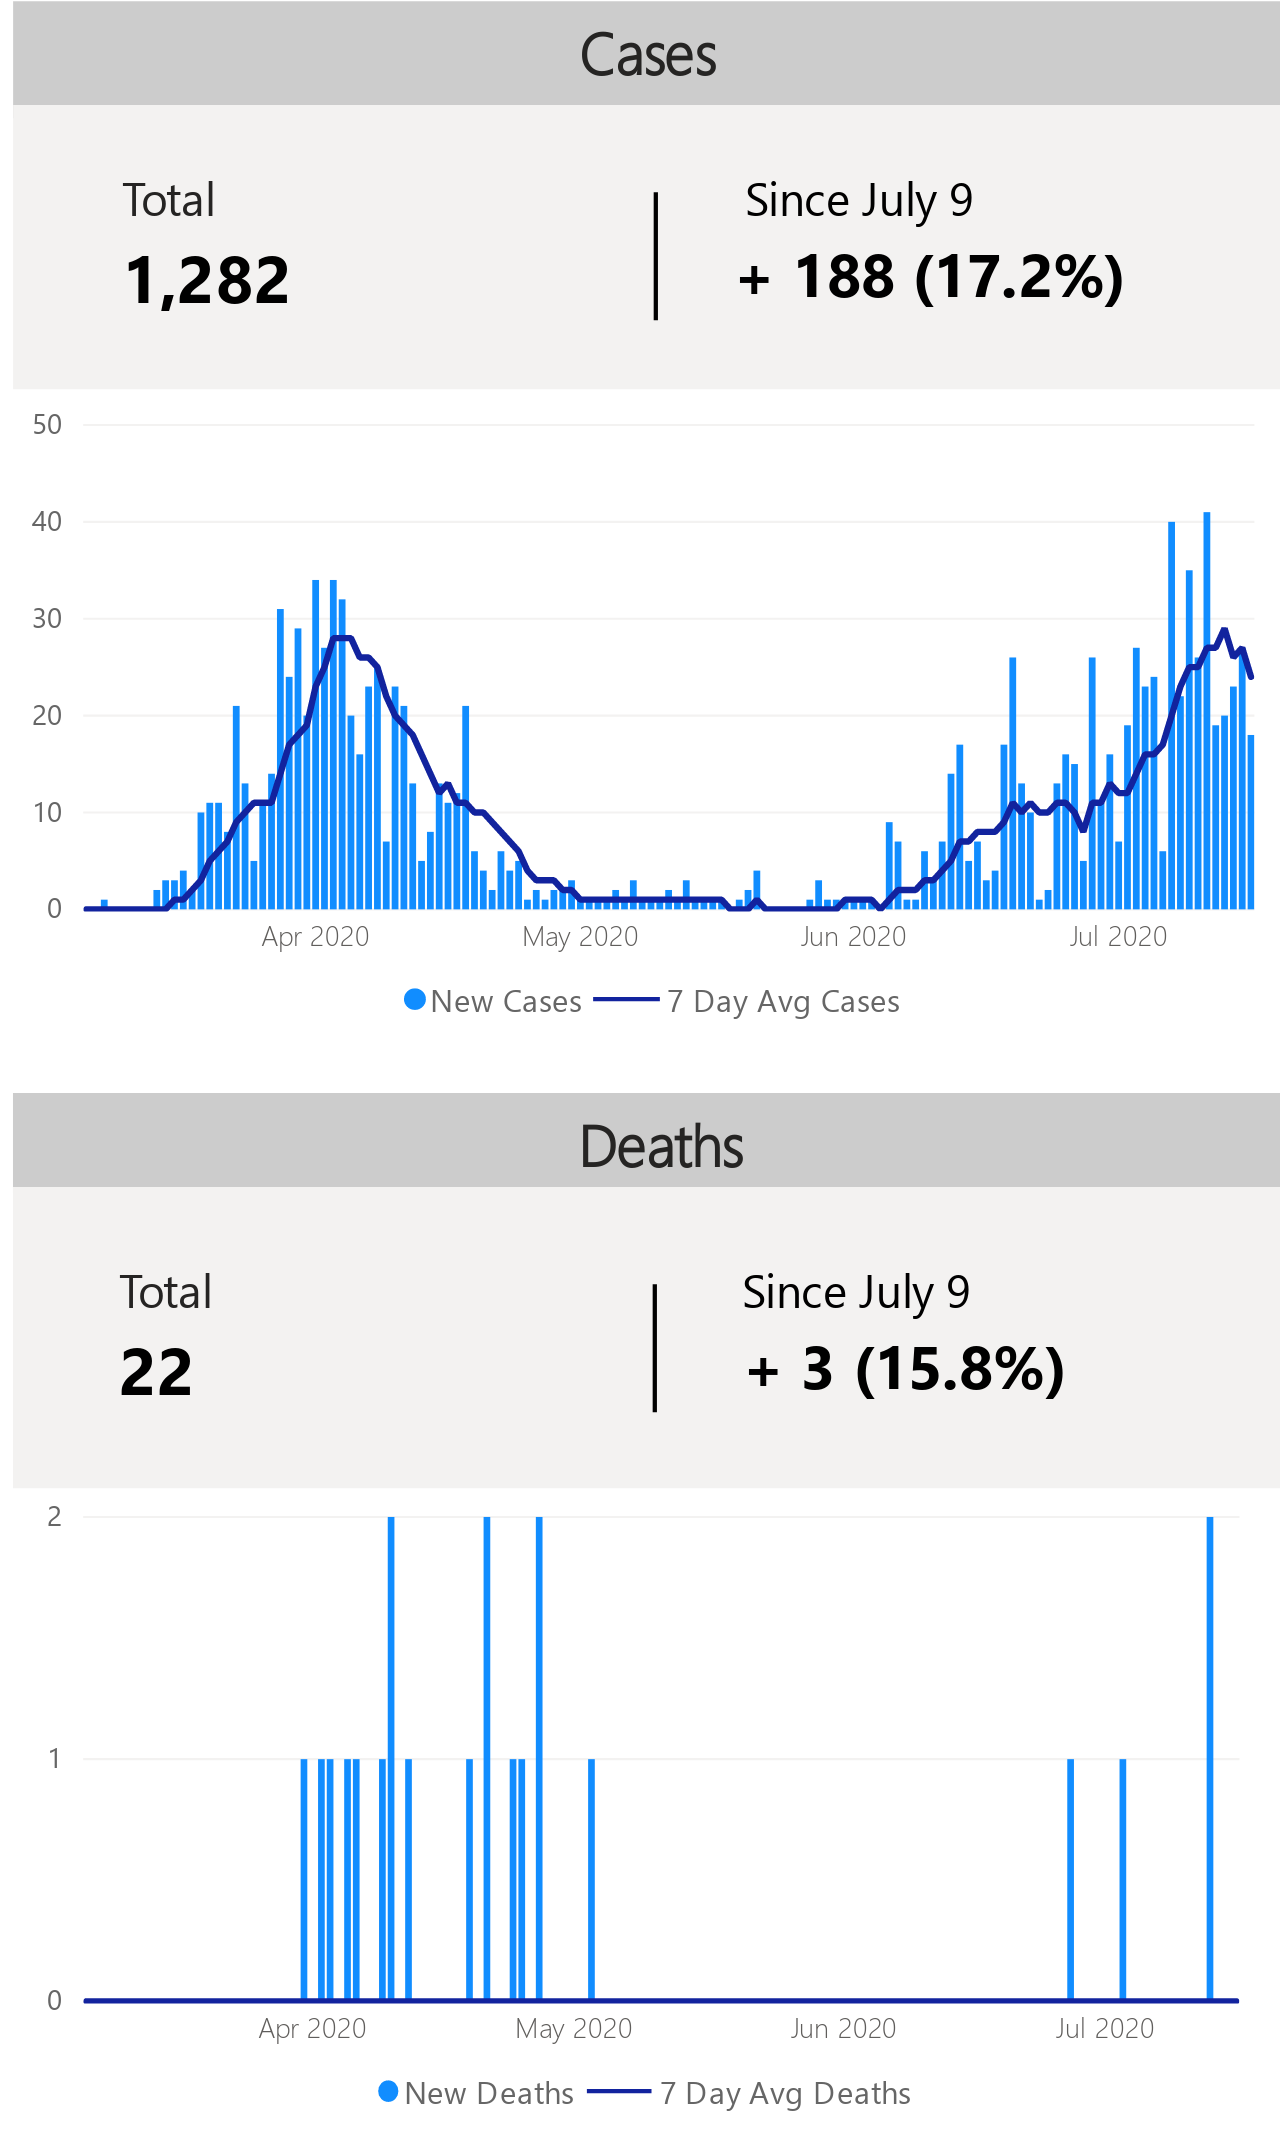 Cases
Total
Since July 9
1,282
+ 188 (17.2%)
50
40
30
20
10
0
Apr 2020
May 2020
Jun 2020
Jul 2020
New Cases
7 Day Avg Cases
Deaths
Total
Since July 9
22
+ 3 (15.8%)
2
1
0
Apr 2020
May 2020
Jun 2020
Jul 2020
New Deaths
7 Day Avg Deaths